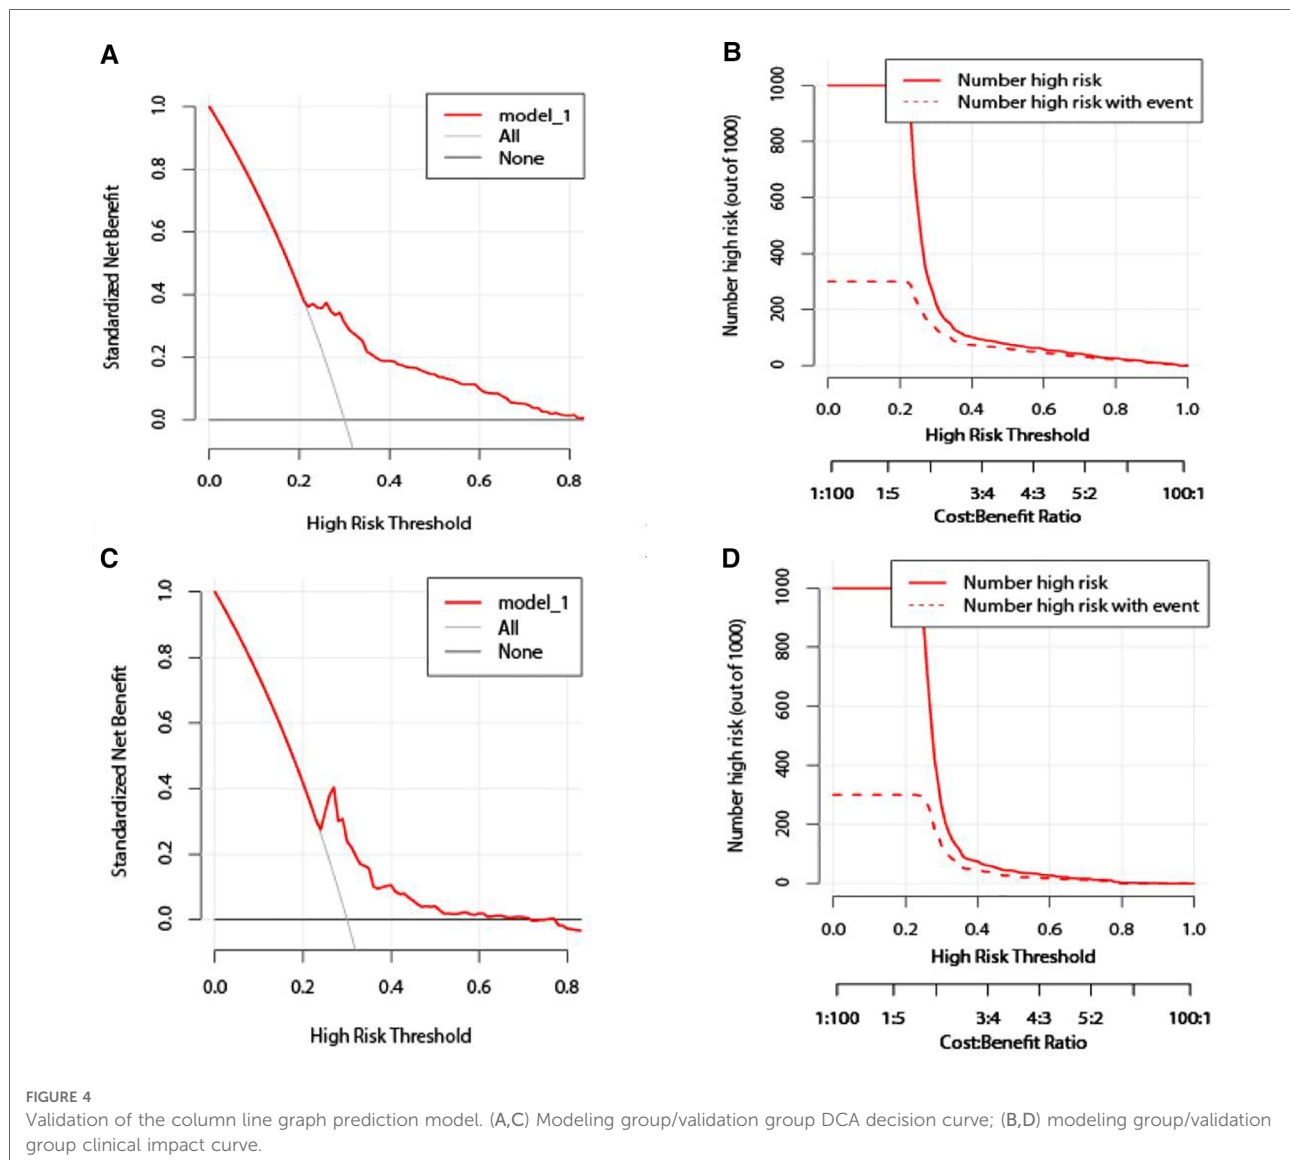 A
Standardized Net Benefit
1.0
0.8
0.6
0.4
0.2
0.0
model_1
All
None
0.0 0.2 0.4 0.6 0.8
High Risk Threshold
B
Number high risk (out of 1000)
1000
800
600
400
200
0
Number high risk
Number high risk with event
0.0 0.2 0.4 0.6 0.8 1.0
High Risk Threshold
1:100 1:5 3:4 4:3 5:2 100:1
Cost:Benefit Ratio
C
Standardized Net Benefit
1.0
0.8
0.6
0.4
0.2
0.0
model_1
All
None
0.0 0.2 0.4 0.6 0.8
High Risk Threshold
D
Number high risk (out of 1000)
1000
800
600
400
200
0
Number high risk
Number high risk with event
0.0 0.2 0.4 0.6 0.8 1.0
High Risk Threshold
1:100 1:5 3:4 4:3 5:2 100:1
Cost:Benefit Ratio
FIGURE 4
Validation of the column line graph prediction model. (A,C) Modeling group/validation group DCA decision curve; (B,D) modeling group/validation
group clinical impact curve.